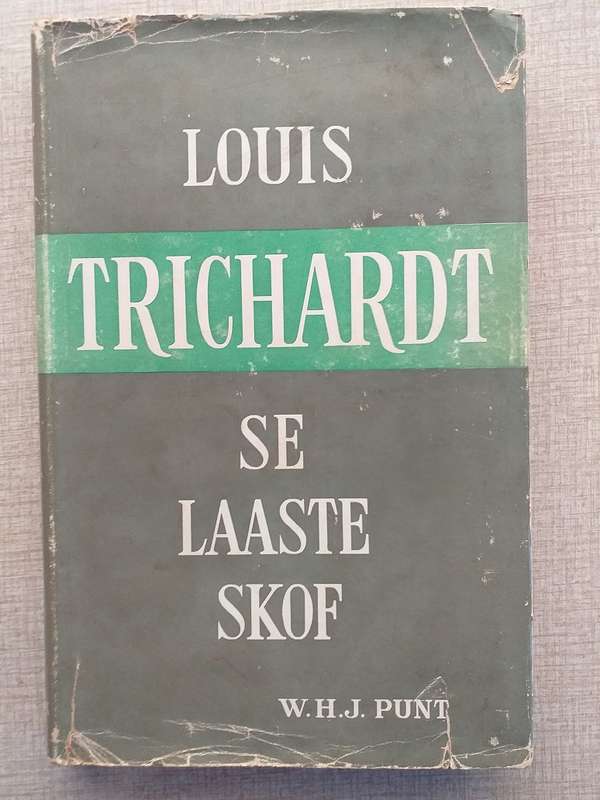 LOUIS
TRICHARDT
SE
LAASTE
SKOF
W.H.J. PUNT